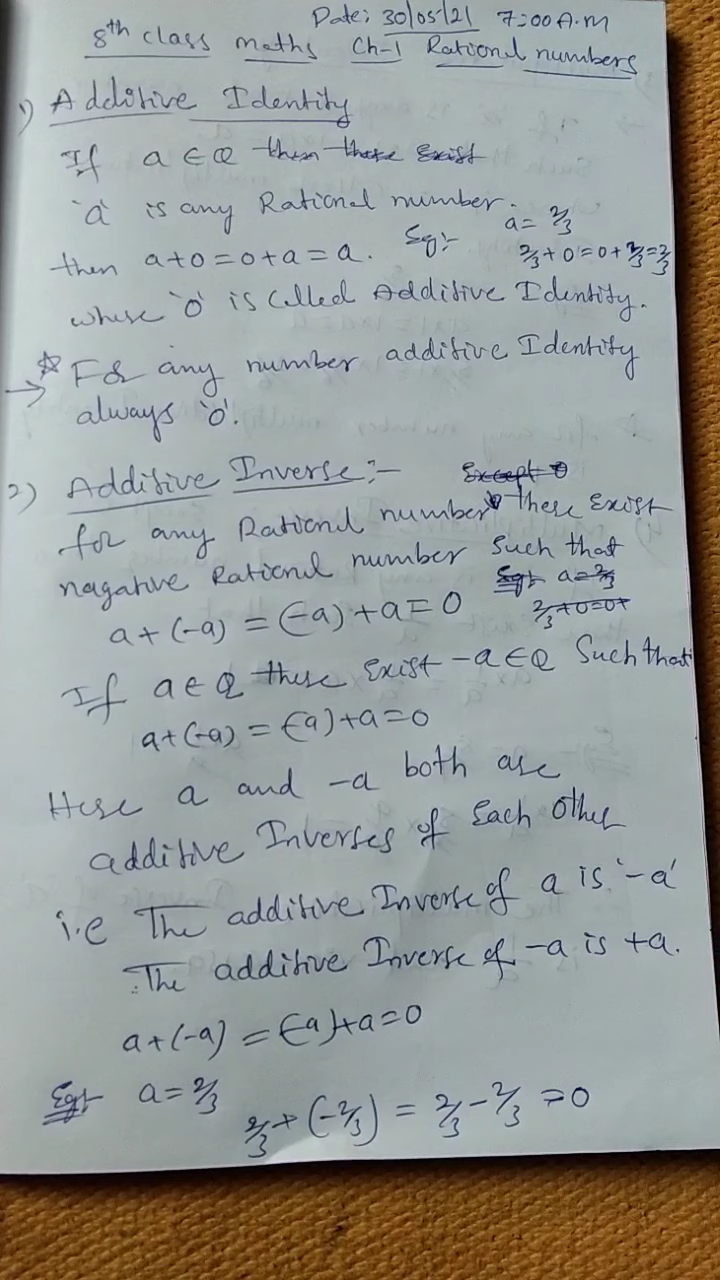 Date: 30/05/21 7:00 A.M
8th class maths Ch-1 Rational numbers
1) Additive Identity
If a ∈ Q then there Exist
'a' is any Rational number.
then a+0=0+a=a. Eg:- a= 2/3
2/3+0=0+2/3=2/3
where '0' is Called Additive Identity.
→ ☆ For any number additive Identity
always '0'.
2) Additive Inverse:- Except 0
for any Rational number there Exist
nagative Rational number Such that
a+(-a) = (-a)+a=0 Eg:- a=2/3
2/3+0=0+
If a∈Q there Exist -a∈Q Such that
a+(-a) = (-a)+a=0
Here a and -a both are
additive Inverses of Each other
i.e The additive Inverse of a is '-a'
The additive Inverse of -a is +a.
a+(-a) = (-a)+a=0
Eg:- a=2/3
2/3+(-2/3) = 2/3-2/3 =0